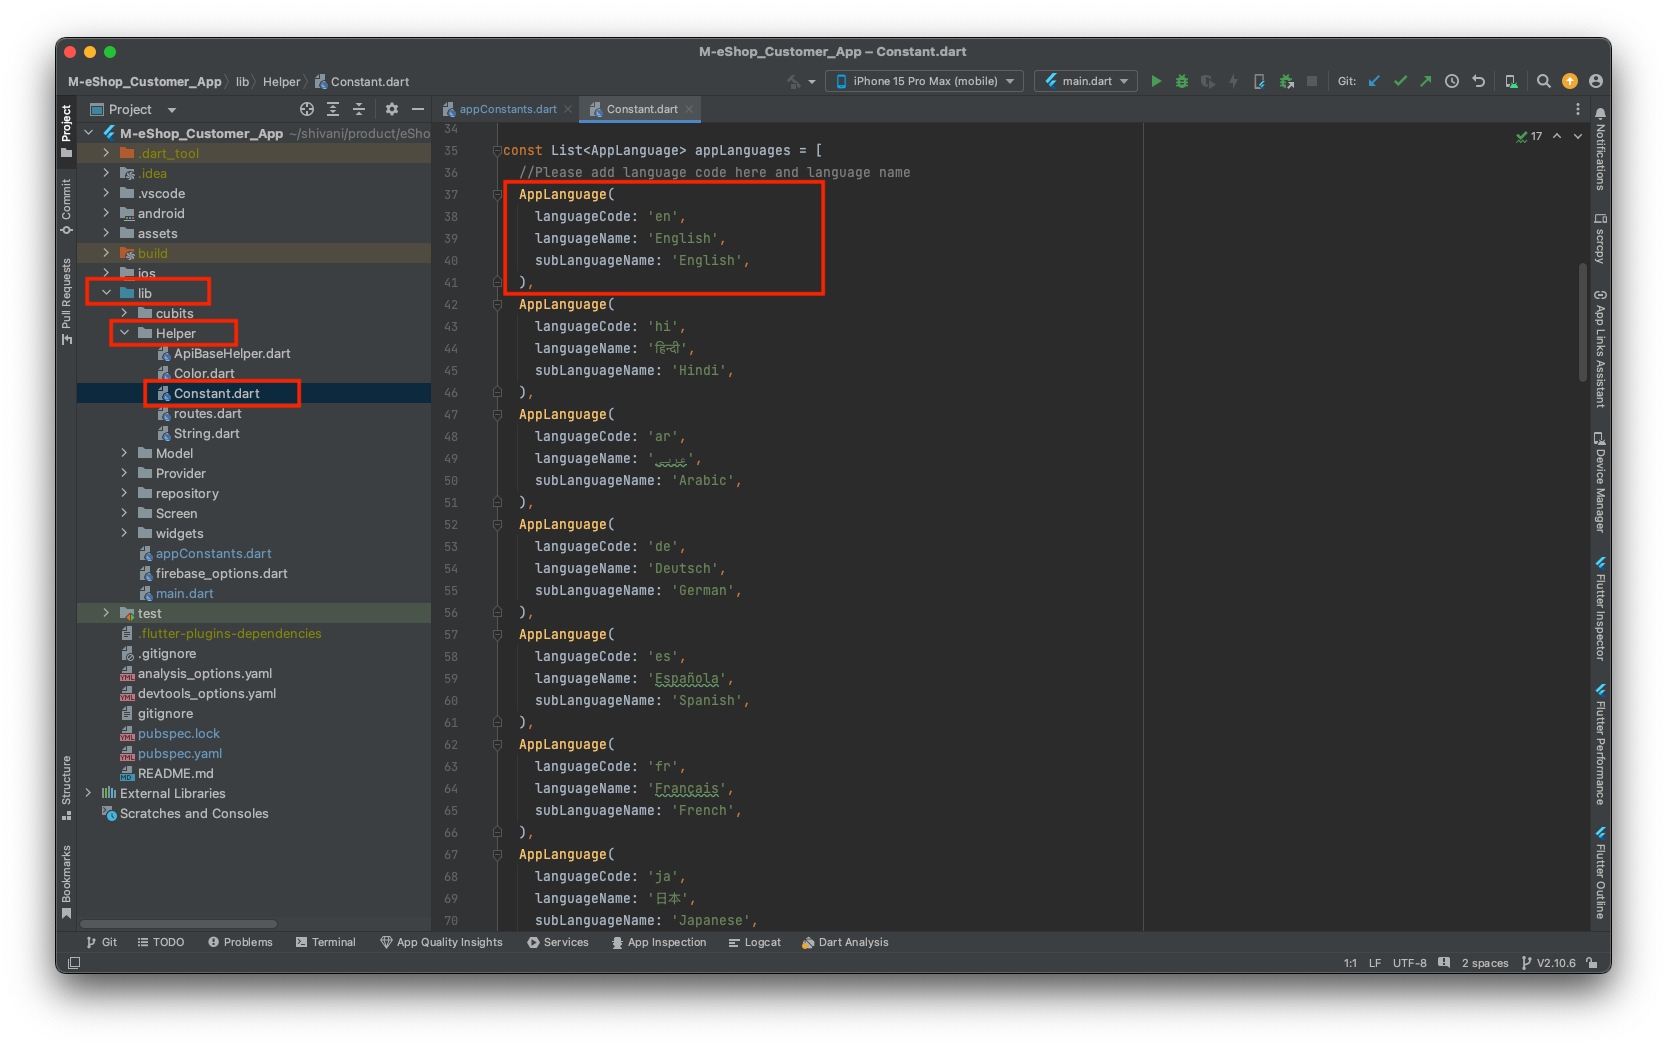 M-eShop_Customer_App – Constant.dart
M-eShop_Customer_App lib Helper Constant.dart
iPhone 15 Pro Max (mobile) main.dart Git:
Project
appConstants.dart Constant.dart
Project
Commit
Pull Requests
Structure
Bookmarks
M-eShop_Customer_App ~/shivani/product/eSho
.dart_tool
.idea
.vscode
android
assets
build
ios
lib
cubits
Helper
ApiBaseHelper.dart
Color.dart
Constant.dart
routes.dart
String.dart
Model
Provider
repository
Screen
widgets
appConstants.dart
firebase_options.dart
main.dart
test
.flutter-plugins-dependencies
.gitignore
analysis_options.yaml
devtools_options.yaml
gitignore
pubspec.lock
pubspec.yaml
README.md
External Libraries
Scratches and Consoles
17
34
35 const List<AppLanguage> appLanguages = [
36 //Please add language code here and language name
37 AppLanguage(
38 languageCode: 'en',
39 languageName: 'English',
40 subLanguageName: 'English',
41 ),
42 AppLanguage(
43 languageCode: 'hi',
44 languageName: 'हिन्दी',
45 subLanguageName: 'Hindi',
46 ),
47 AppLanguage(
48 languageCode: 'ar',
49 languageName: 'عربى',
50 subLanguageName: 'Arabic',
51 ),
52 AppLanguage(
53 languageCode: 'de',
54 languageName: 'Deutsch',
55 subLanguageName: 'German',
56 ),
57 AppLanguage(
58 languageCode: 'es',
59 languageName: 'Española',
60 subLanguageName: 'Spanish',
61 ),
62 AppLanguage(
63 languageCode: 'fr',
64 languageName: 'Français',
65 subLanguageName: 'French',
66 ),
67 AppLanguage(
68 languageCode: 'ja',
69 languageName: '日本',
70 subLanguageName: 'Japanese',
Notifications
scrcpy
App Links Assistant
Device Manager
Flutter Inspector
Flutter Performance
Flutter Outline
Git TODO Problems Terminal App Quality Insights Services App Inspection Logcat Dart Analysis
1:1 LF UTF-8 2 spaces V2.10.6